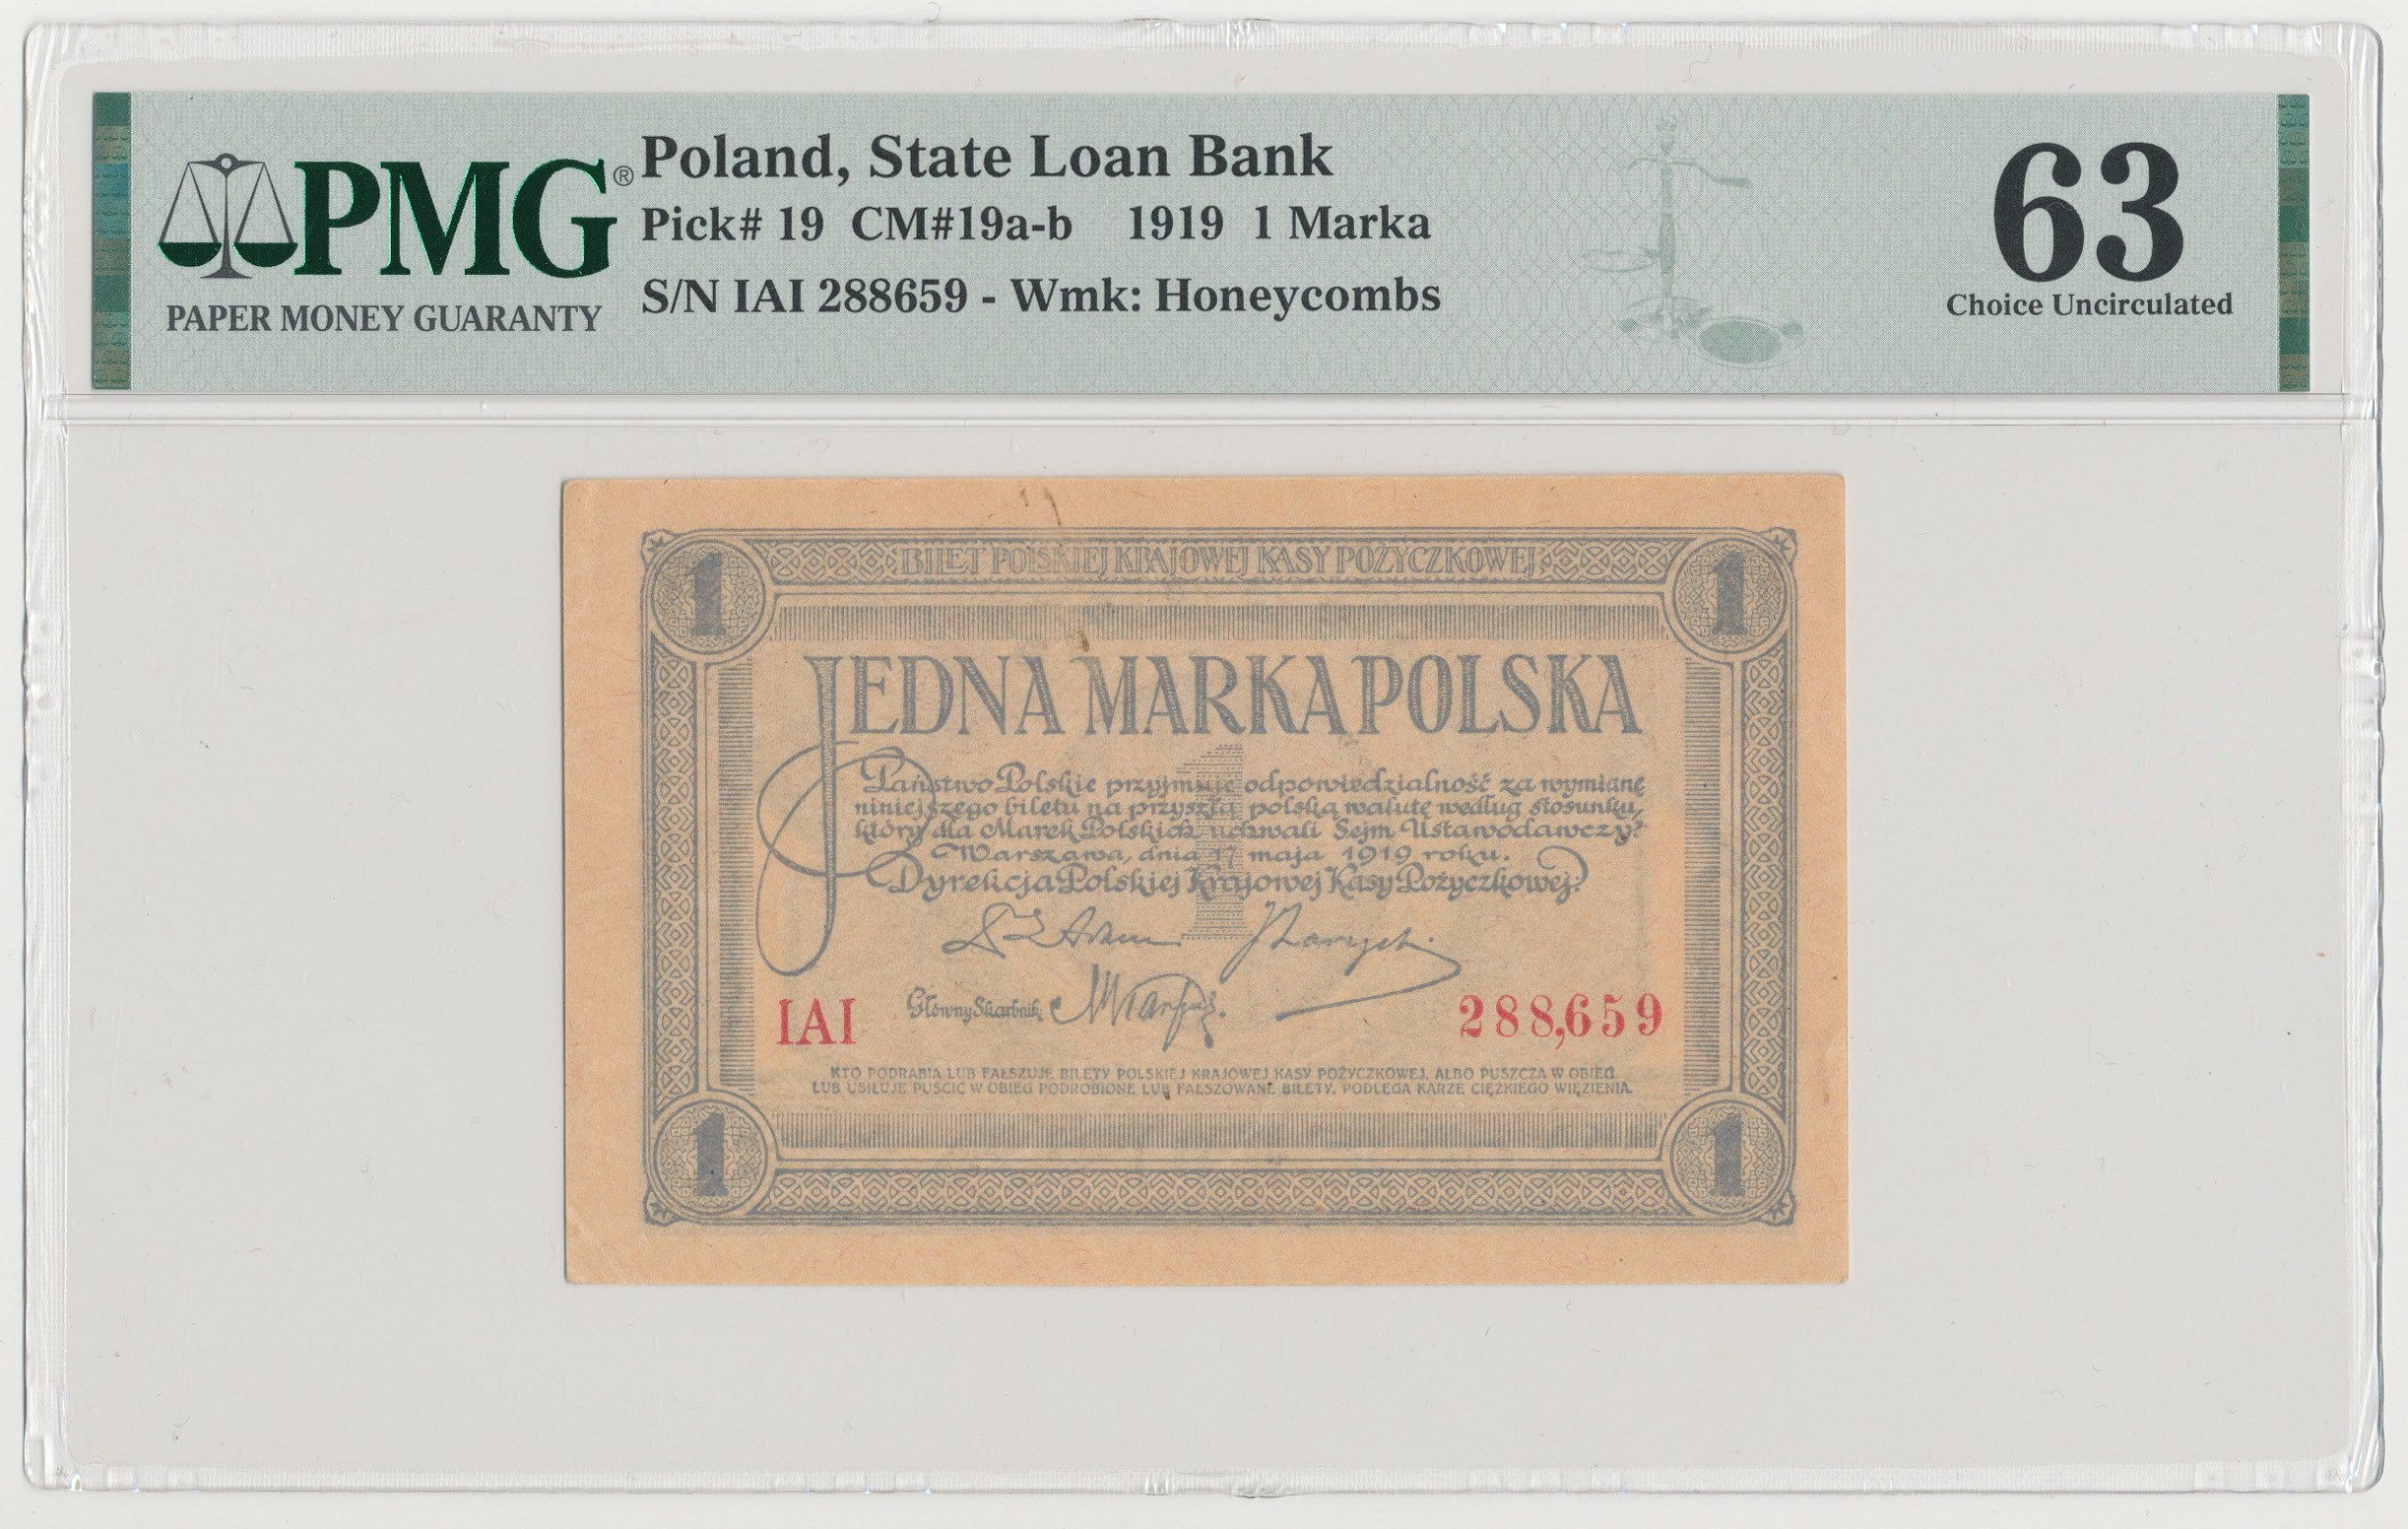 PMG®
PAPER MONEY GUARANTY
Poland, State Loan Bank
Pick# 19 CM#19a-b 1919 1 Marka
S/N IAI 288659 - Wmk: Honeycombs
63
Choice Uncirculated
1 BILET POLSKIEJ KRAJOWEJ KASY POŻYCZKOWEJ 1
JEDNA MARKA POLSKA
1
Państwo Polskie przyjmuje odpowiedzialność za wymianę
niniejszego biletu na przyszłą polską walutę według stosunku,
który dla Marek Polskich uchwali Sejm Ustawodawczy.
Warszawa, dnia 17 maja 1919 roku.
Dyrekcja Polskiej Krajowej Kasy Pożyczkowej.
IAI Główny Skarbnik 288,659
KTO PODRABIA LUB FAŁSZUJE BILETY POLSKIEJ KRAJOWEJ KASY POŻYCZKOWEJ, ALBO PUSZCZA W OBIEG
LUB USIŁUJE PUŚCIĆ W OBIEG PODROBIONE LUB FAŁSZOWANE BILETY, PODLEGA KARZE CIĘŻKIEGO WIĘZIENIA.
1 1